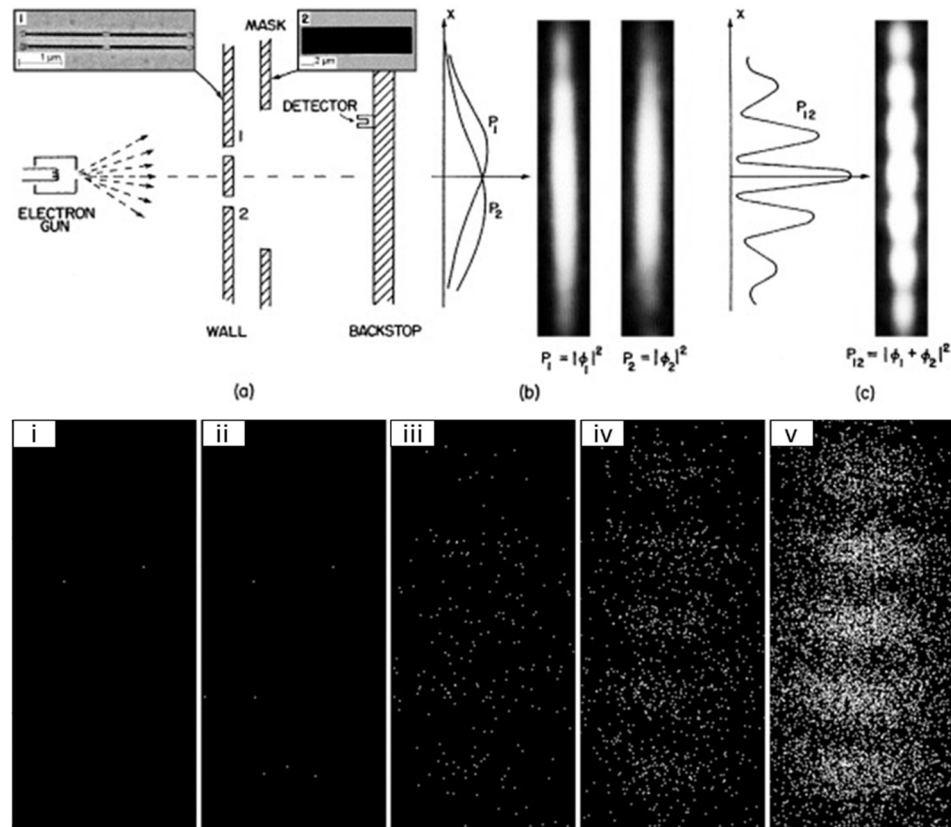 1
1 μm
MASK
2
2 μm
DETECTOR
1
2
ELECTRON
GUN
WALL
BACKSTOP
(a)
X
P₁
P₂
P₁ = |ϕ₁|²
P₂ = |ϕ₂|²
(b)
X
P₁₂
P₁₂ = |ϕ₁ + ϕ₂|²
(c)
i
ii
iii
iv
v